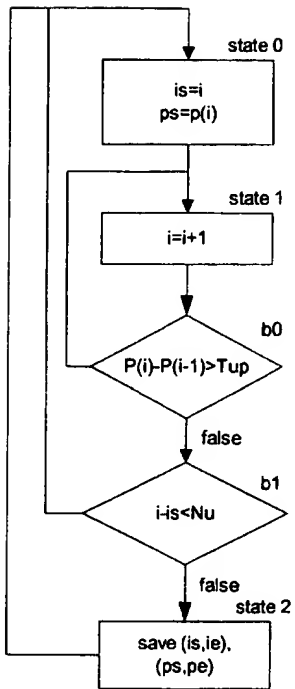 state 0
is=i
ps=p(i)
state 1
i=i+1
b0
P(i)-P(i-1)>Tup
false
b1
i-is<Nu
false
state 2
save (is,ie),
(ps,pe)